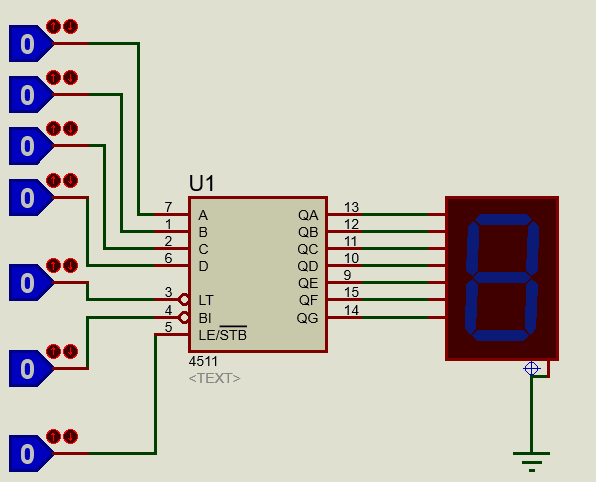 0
0
0
0
0
0
0
U1
7 A QA 13
1 B QB 12
2 C QC 11
6 D QD 10
QE 9
3 LT QF 15
4 BI QG 14
5 LE/STB
4511
<TEXT>